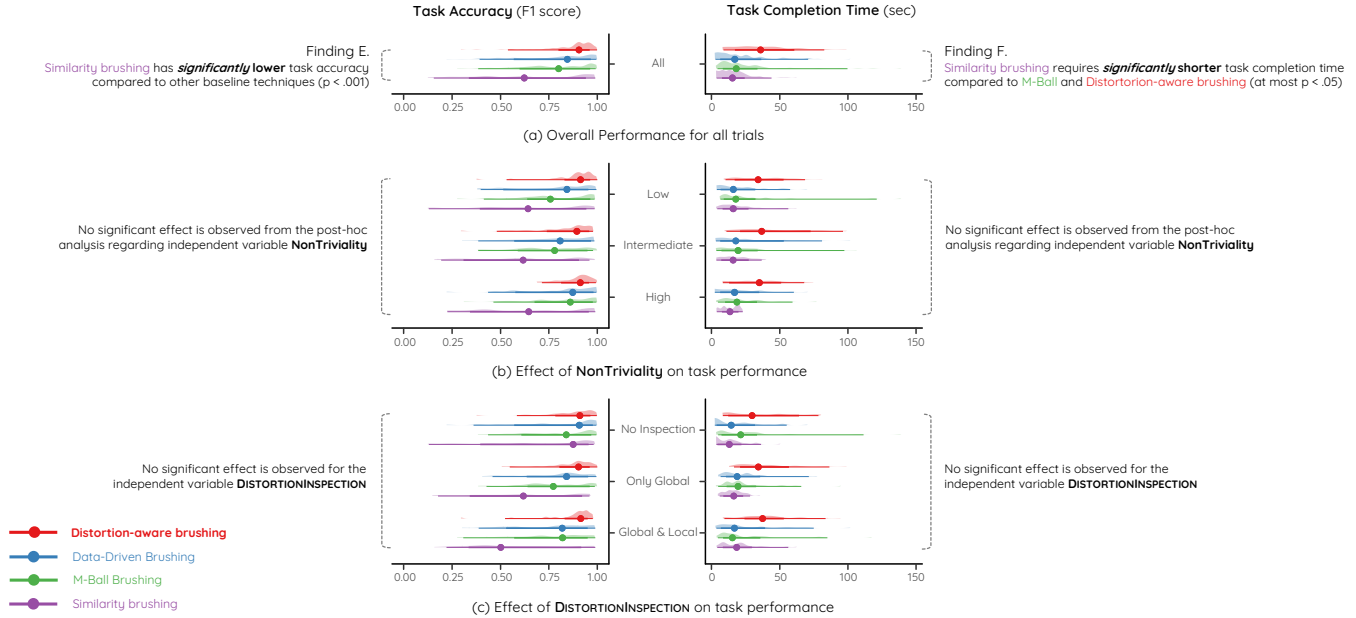 Task Accuracy (F1 score)
Task Completion Time (sec)
Finding E.
Similarity brushing has significantly lower task accuracy
compared to other baseline techniques (p < .001)
All
Finding F.
Similarity brushing requires significantly shorter task completion time
compared to M-Ball and Distortorion-aware brushing (at most p < .05)
0.00 0.25 0.50 0.75 1.00
0 50 100 150
(a) Overall Performance for all trials
No significant effect is observed from the post-hoc
analysis regarding independent variable NonTriviality
Low
Intermediate
High
No significant effect is observed from the post-hoc
analysis regarding independent variable NonTriviality
0.00 0.25 0.50 0.75 1.00
0 50 100 150
(b) Effect of NonTriviality on task performance
No significant effect is observed for the
independent variable DISTORTIONINSPECTION
No Inspection
Only Global
Global & Local
No significant effect is observed for the
independent variable DISTORTIONINSPECTION
0.00 0.25 0.50 0.75 1.00
0 50 100 150
Distortion-aware brushing
Data-Driven Brushing
M-Ball Brushing
Similarity brushing
(c) Effect of DISTORTIONINSPECTION on task performance